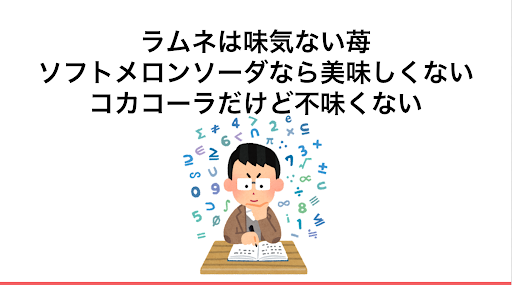 ラムネは味気ない苺
ソフトメロンソーダなら美味しくない
コカコーラだけど不味くない